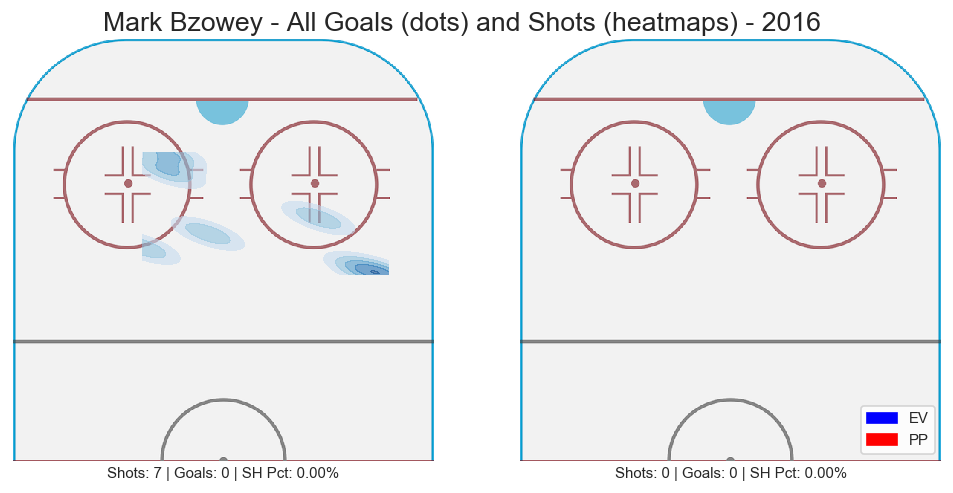 Mark Bzowey - All Goals (dots) and Shots (heatmaps) - 2016
EV
PP
Shots: 7 | Goals: 0 | SH Pct: 0.00%
Shots: 0 | Goals: 0 | SH Pct: 0.00%